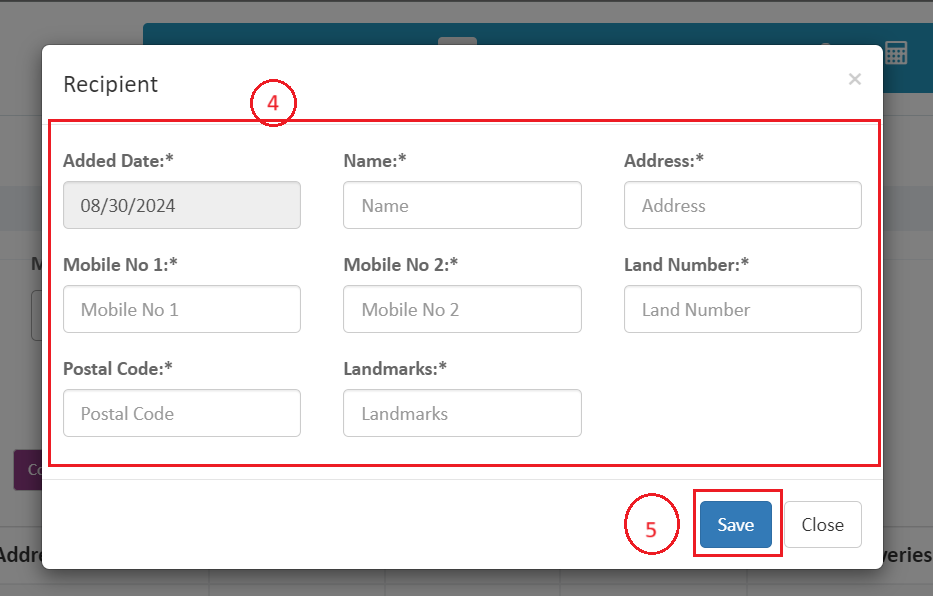 Recipient
×
4
Added Date:* Name:* Address:*
08/30/2024 Name Address
Mobile No 1:* Mobile No 2:* Land Number:*
Mobile No 1 Mobile No 2 Land Number
Postal Code:* Landmarks:*
Postal Code Landmarks
5 Save Close